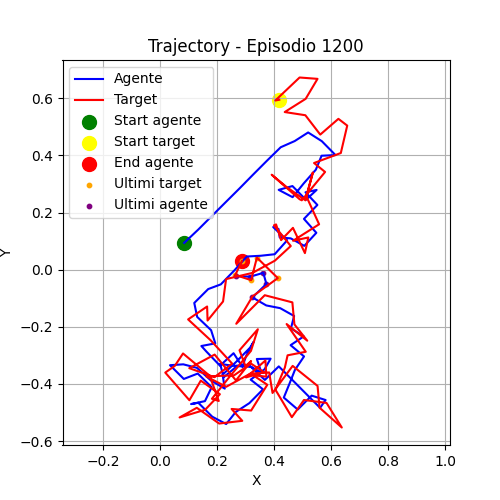 Trajectory - Episodio 1200
Agente
Target
Start agente
Start target
End agente
Ultimi target
Ultimi agente
Y
0.6
0.4
0.2
0.0
−0.2
−0.4
−0.6
−0.2
0.0
0.2
0.4
0.6
0.8
1.0
X